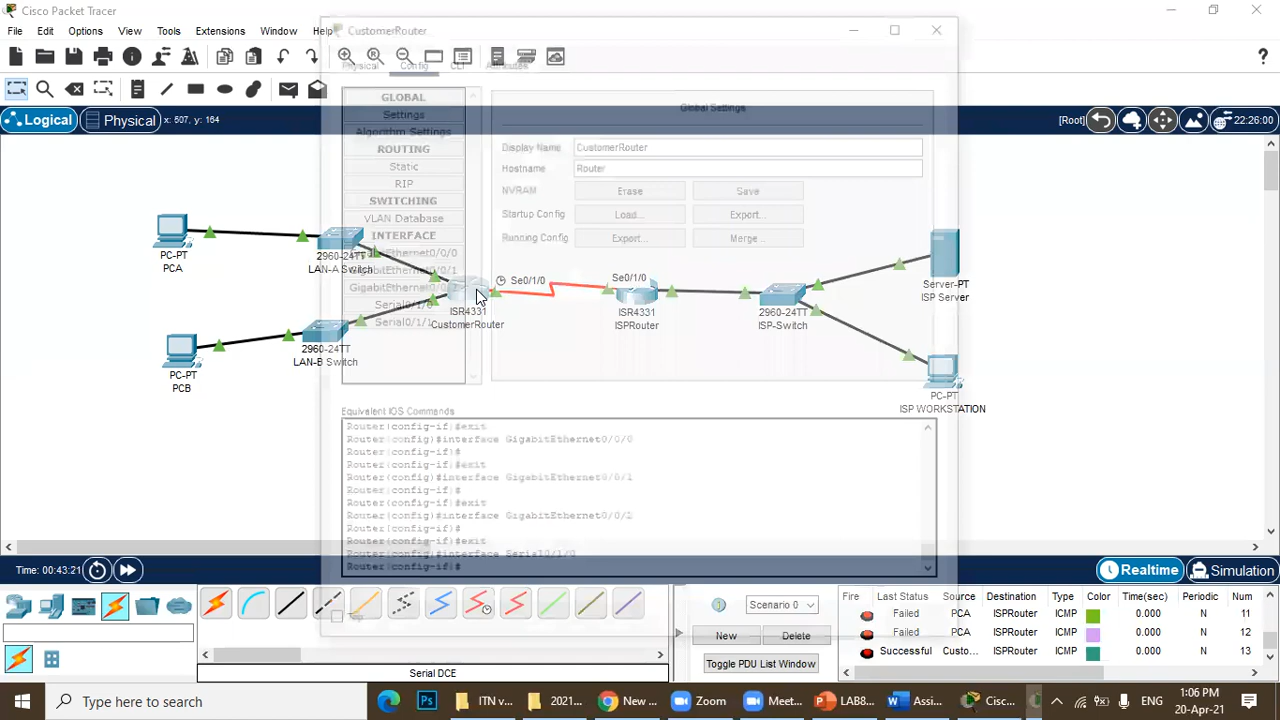 Cisco Packet Tracer
File Edit Options View Tools Extensions Window Help
CustomerRouter
Physical Config CLI Attributes
Logical Physical x: 507, y: 164 [Root] 22:26:00
GLOBAL
Settings
Algorithm Settings
ROUTING
Static
RIP
SWITCHING
VLAN Database
INTERFACE
GigabitEthernet0/0/0
GigabitEthernet0/0/1
GigabitEthernet0/0/2
Serial0/1/0
Serial0/1/1
Global Settings
Display Name CustomerRouter
Hostname Router
NVRAM Erase Save
Startup Config Load... Export...
Running Config Export... Merge...
PC-PT
PCA
2960-24TT
LAN-A Switch
PC-PT
PCB
2960-24TT
LAN-B Switch
Se0/1/0
ISR4331
CustomerRouter
Se0/1/0
ISR4331
ISPRouter
2960-24TT
ISP-Switch
Server-PT
ISP Server
PC-PT
ISP WORKSTATION
Equivalent IOS Commands
Router(config-if)#exit
Router(config)#interface GigabitEthernet0/0/0
Router(config-if)#
Router(config-if)#exit
Router(config)#interface GigabitEthernet0/0/1
Router(config-if)#
Router(config-if)#exit
Router(config)#interface GigabitEthernet0/0/2
Router(config-if)#
Router(config-if)#exit
Router(config)#interface Serial0/1/0
Router(config-if)#
Time: 00:43:21 Realtime Simulation
Top
Serial DCE
Scenario 0
New Delete
Toggle PDU List Window
Fire Last Status Source Destination Type Color Time(sec) Periodic Num
Failed PCA ISPRouter ICMP 0.000 N 11
Failed PCA ISPRouter ICMP 0.000 N 12
Successful Custo... ISPRouter ICMP 0.000 N 13
Type here to search Ps ITN v... 2021... New ... Zoom Meet... LAB8... Assi... Cisc... ENG 1:06 PM
20-Apr-21